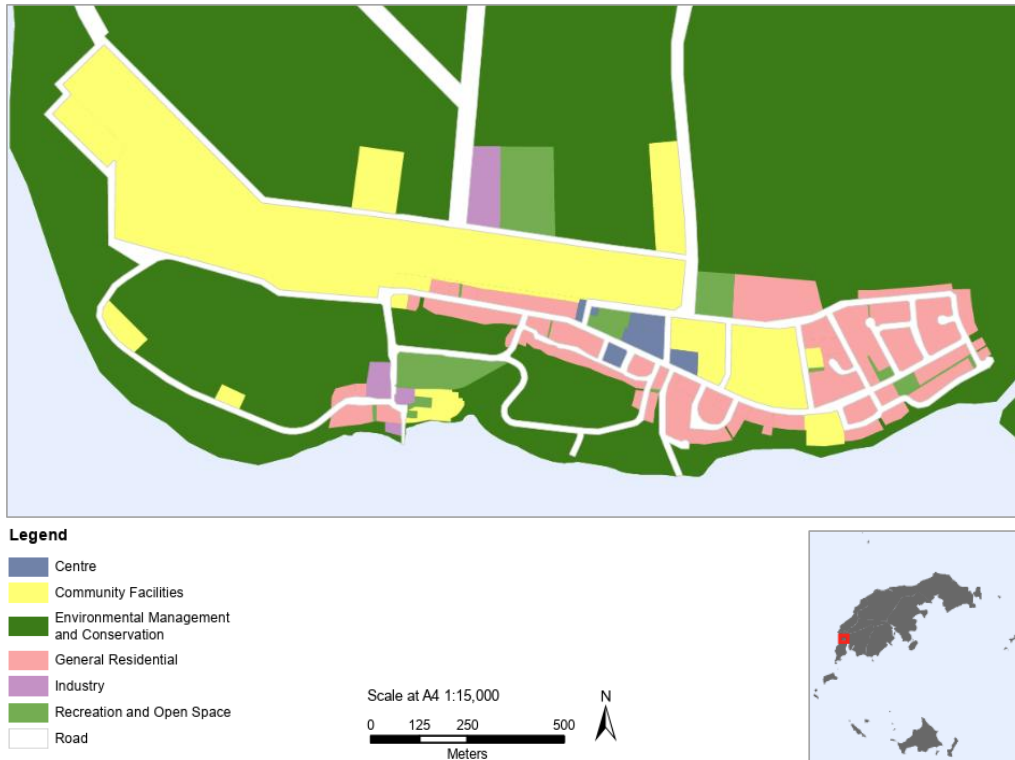 Legend
Centre
Community Facilities
Environmental Management
and Conservation
General Residential
Industry
Recreation and Open Space
Road
Scale at A4 1:15,000
N
0 125 250 500
Meters